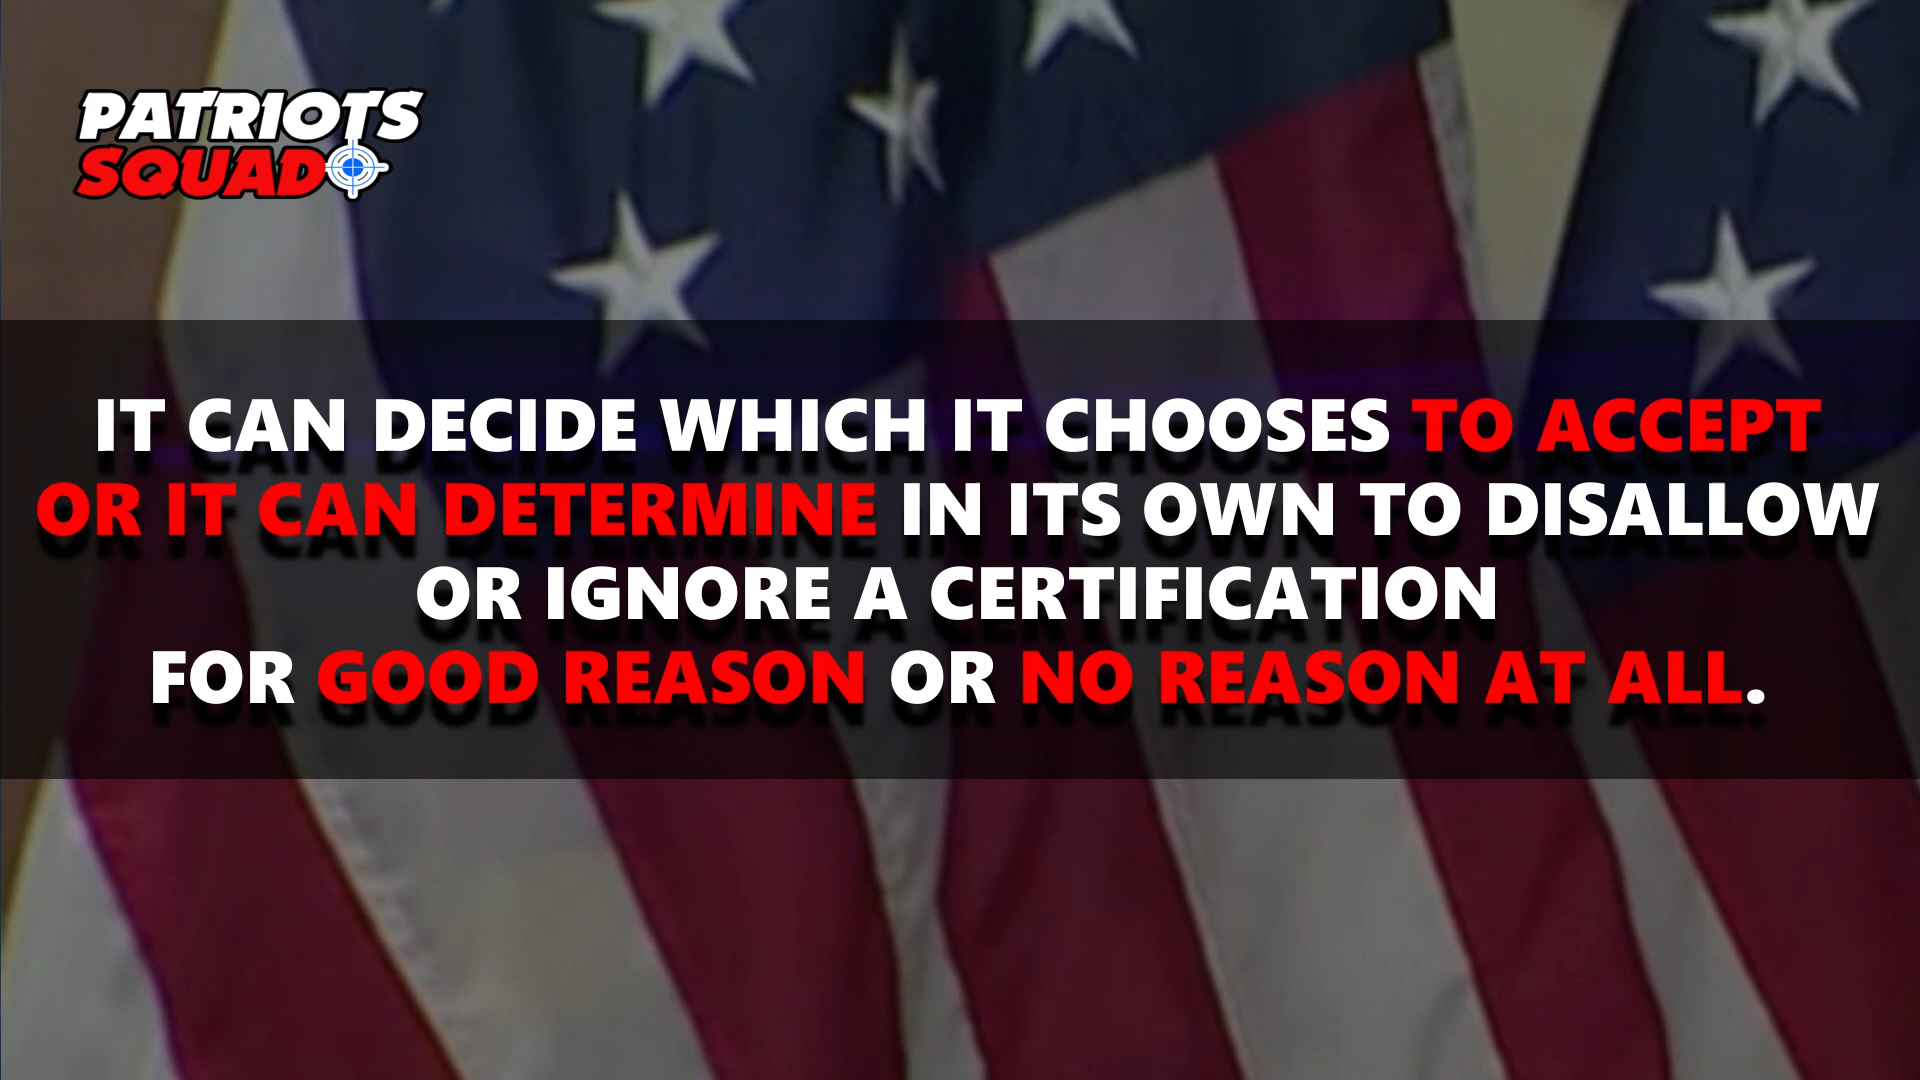 PATRIOTS
SQUAD
IT CAN DECIDE WHICH IT CHOOSES TO ACCEPT
OR IT CAN DETERMINE IN ITS OWN TO DISALLOW
OR IGNORE A CERTIFICATION
FOR GOOD REASON OR NO REASON AT ALL.